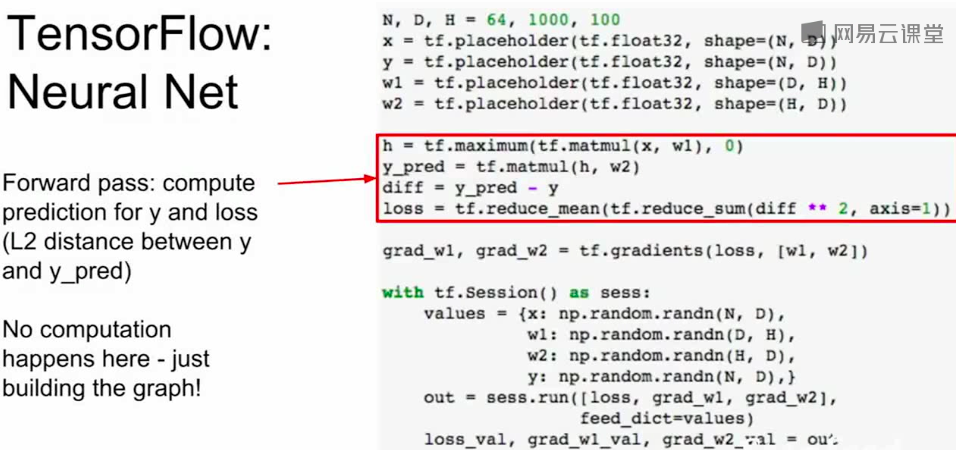 TensorFlow:
Neural Net
Forward pass: compute
prediction for y and loss
(L2 distance between y
and y_pred)
No computation
happens here - just
building the graph!
网易云课堂
N, D, H = 64, 1000, 100
x = tf.placeholder(tf.float32, shape=(N, D))
y = tf.placeholder(tf.float32, shape=(N, D))
w1 = tf.placeholder(tf.float32, shape=(D, H))
w2 = tf.placeholder(tf.float32, shape=(H, D))
h = tf.maximum(tf.matmul(x, w1), 0)
y_pred = tf.matmul(h, w2)
diff = y_pred - y
loss = tf.reduce_mean(tf.reduce_sum(diff ** 2, axis=1))
grad_w1, grad_w2 = tf.gradients(loss, [w1, w2])
with tf.Session() as sess:
values = {x: np.random.randn(N, D),
w1: np.random.randn(D, H),
w2: np.random.randn(H, D),
y: np.random.randn(N, D),}
out = sess.run([loss, grad_w1, grad_w2],
feed_dict=values)
loss_val, grad_w1_val, grad_w2_val = out